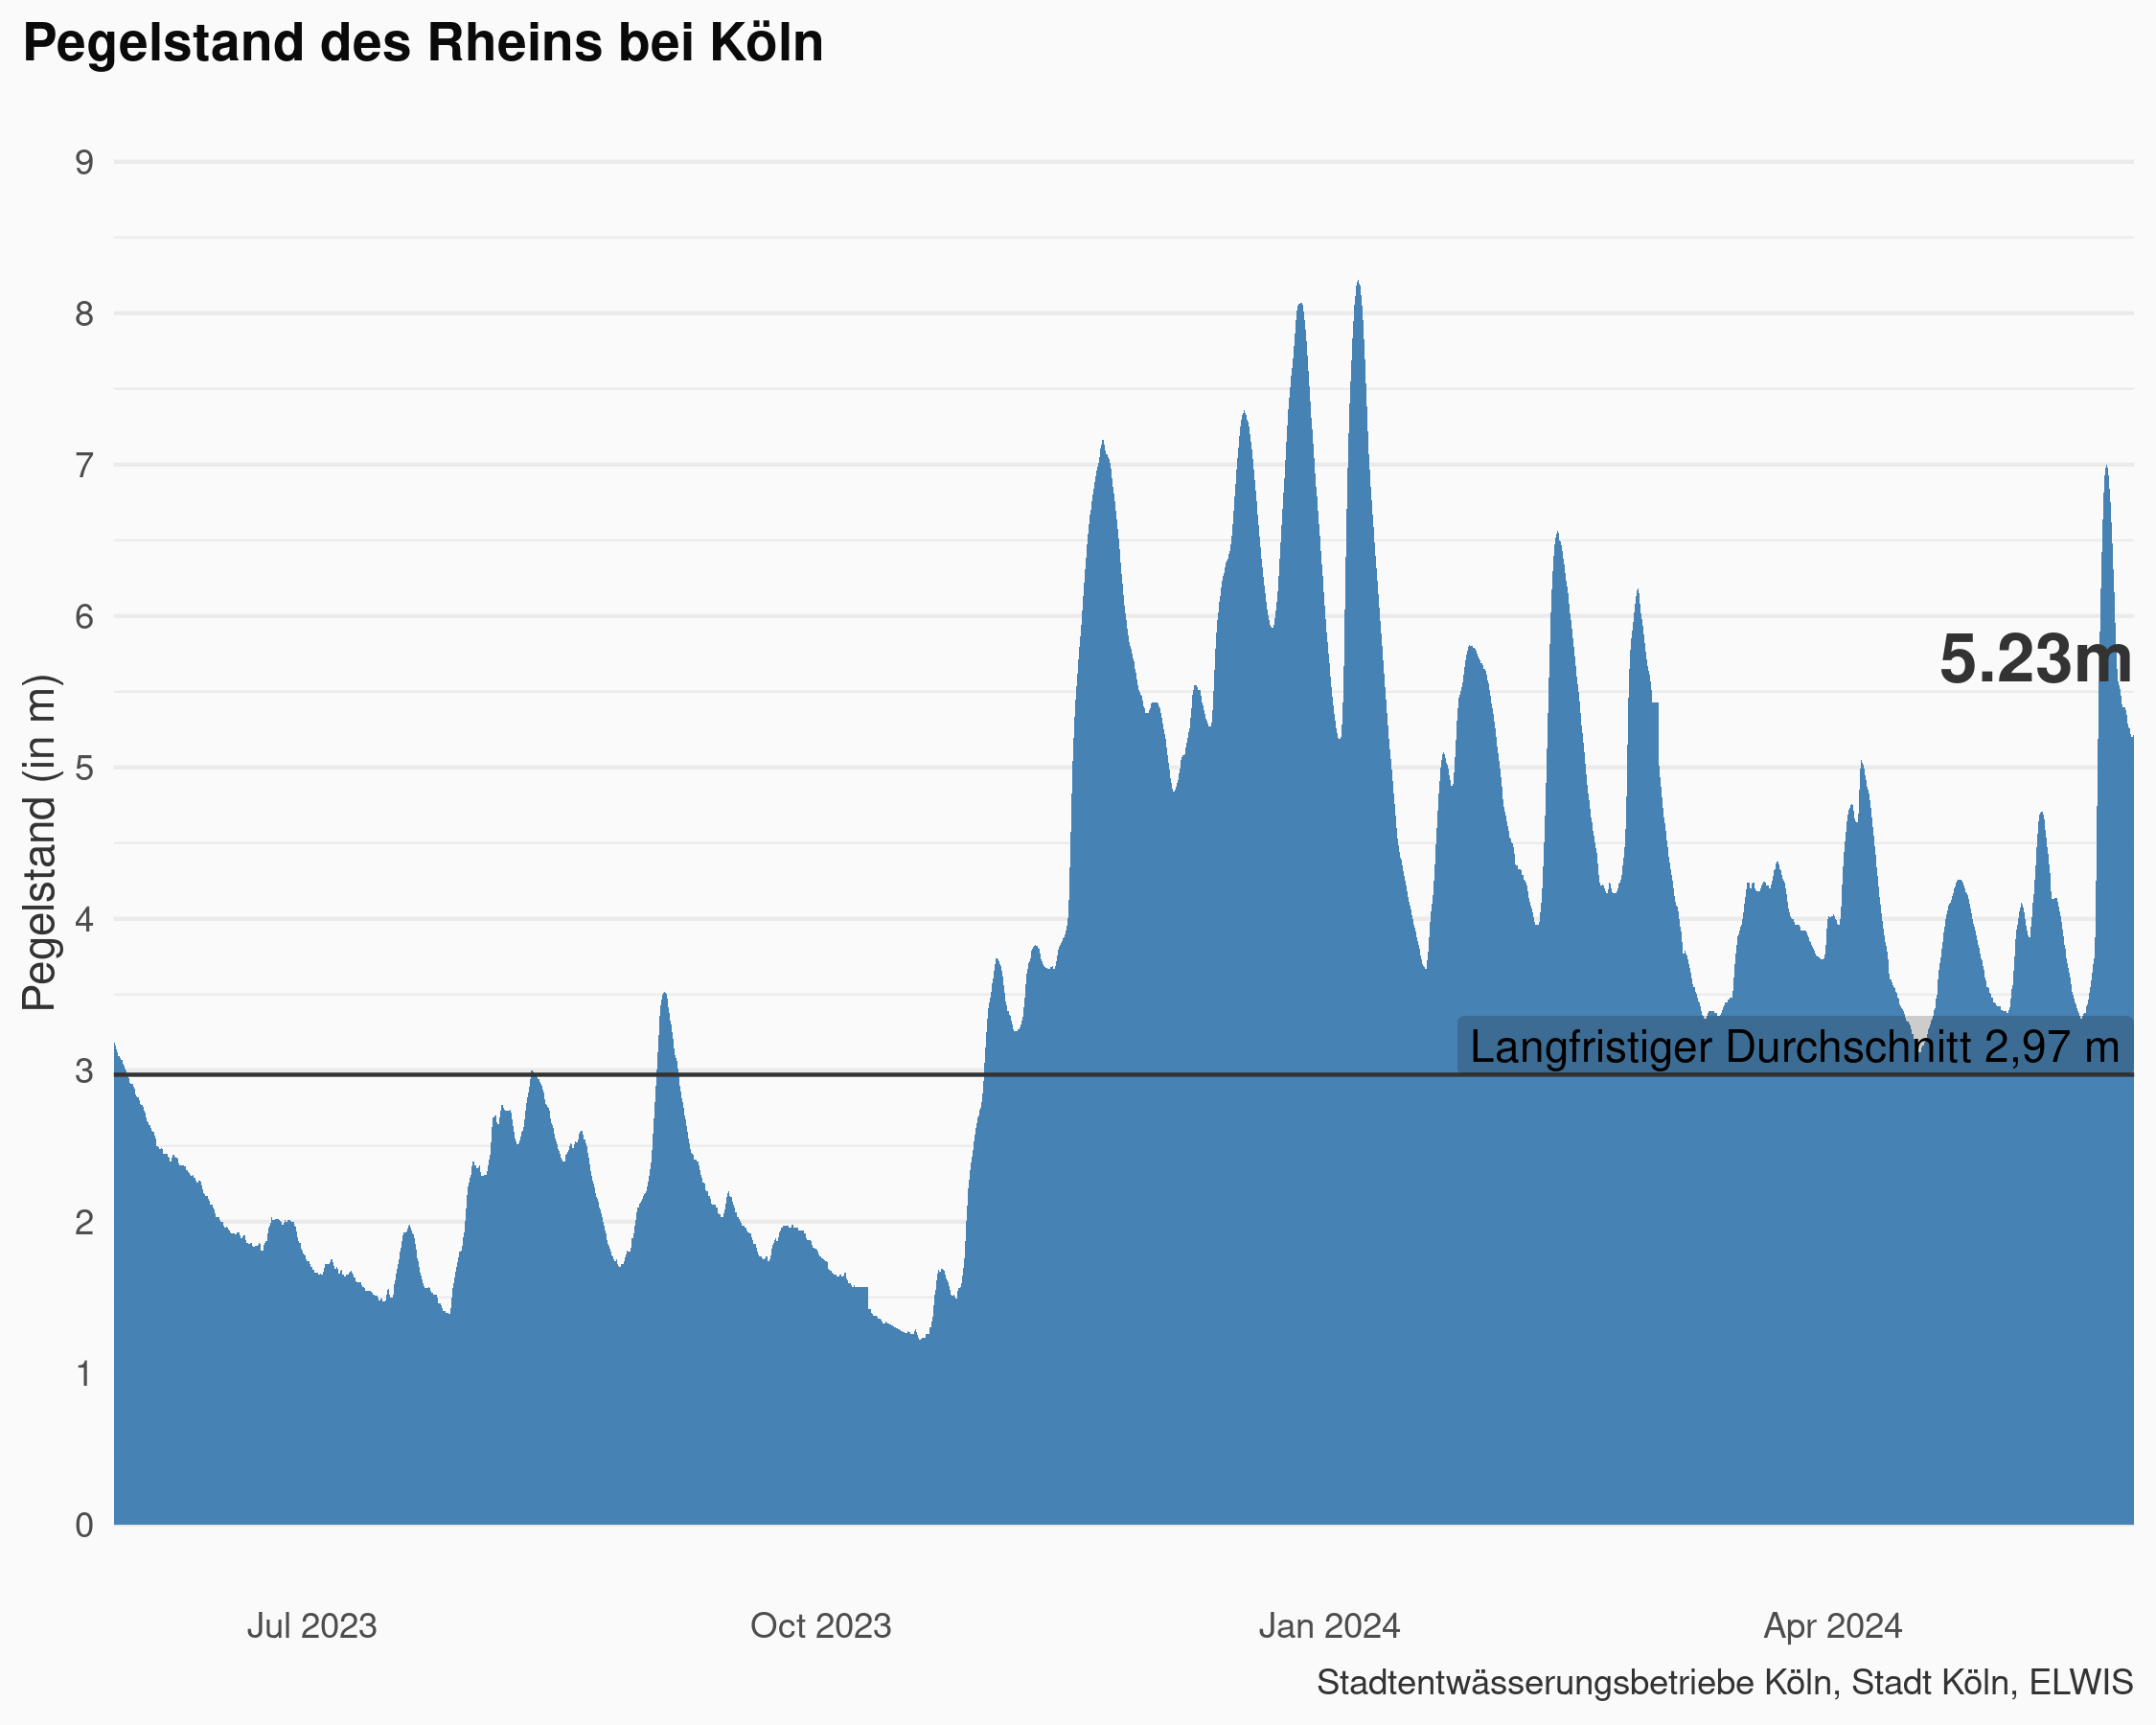 Pegelstand des Rheins bei Köln
Pegelstand (in m)
9
8
7
6
5
4
3
2
1
0
5.23m
Langfristiger Durchschnitt 2,97 m
Jul 2023
Oct 2023
Jan 2024
Apr 2024
Stadtentwässerungsbetriebe Köln, Stadt Köln, ELWIS